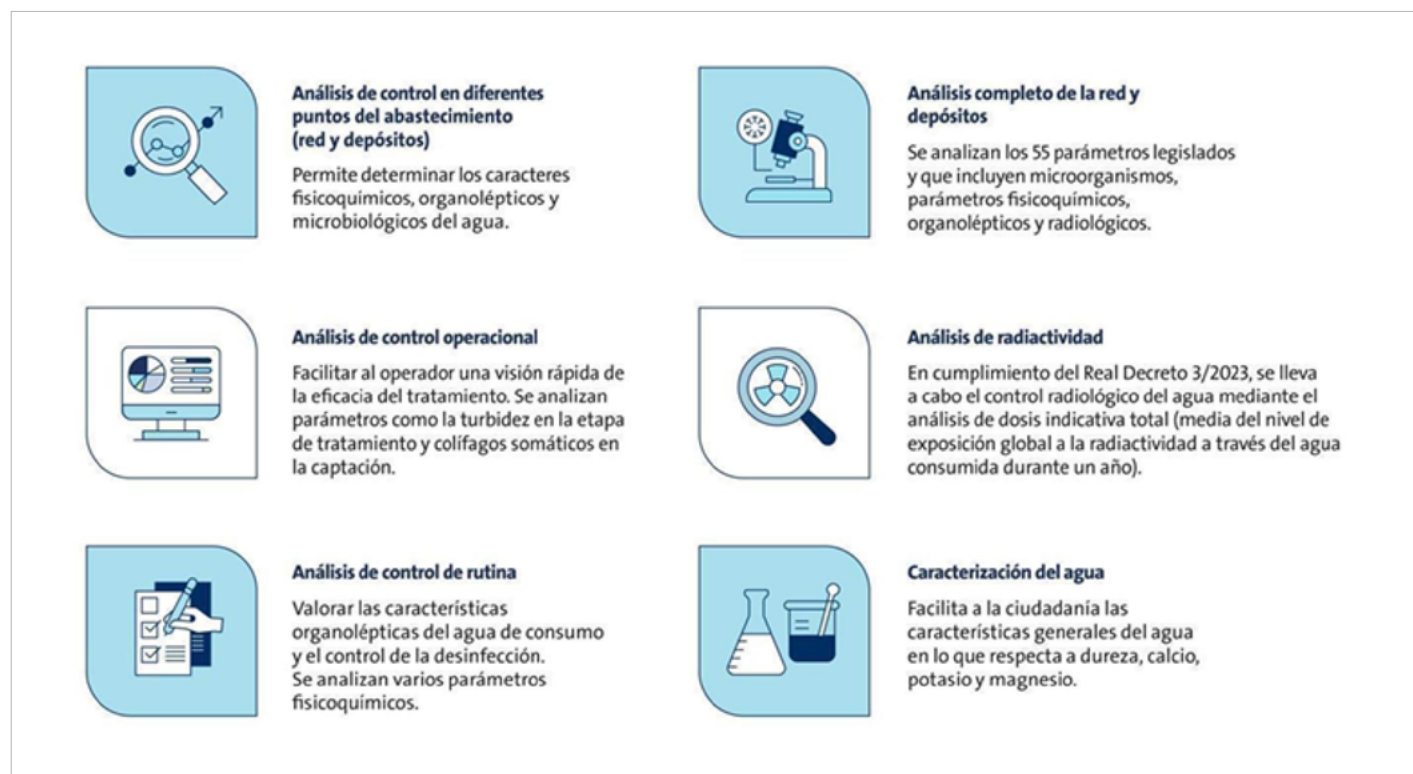 Análisis de control en diferentes
puntos del abastecimiento
(red y depósitos)
Permite determinar los caracteres
fisicoquímicos, organolépticos y
microbiológicos del agua.
Análisis completo de la red y
depósitos
Se analizan los 55 parámetros legislados
y que incluyen microorganismos,
parámetros fisicoquímicos,
organolépticos y radiológicos.
Análisis de control operacional
Facilitar al operador una visión rápida de
la eficacia del tratamiento. Se analizan
parámetros como la turbidez en la etapa
de tratamiento y colífagos somáticos en
la captación.
Análisis de radiactividad
En cumplimiento del Real Decreto 3/2023, se lleva
a cabo el control radiológico del agua mediante el
análisis de dosis indicativa total (media del nivel de
exposición global a la radiactividad a través del agua
consumida durante un año).
Análisis de control de rutina
Valorar las características
organolépticas del agua de consumo
y el control de la desinfección.
Se analizan varios parámetros
fisicoquímicos.
Caracterización del agua
Facilita a la ciudadanía las
características generales del agua
en lo que respecta a dureza, calcio,
potasio y magnesio.